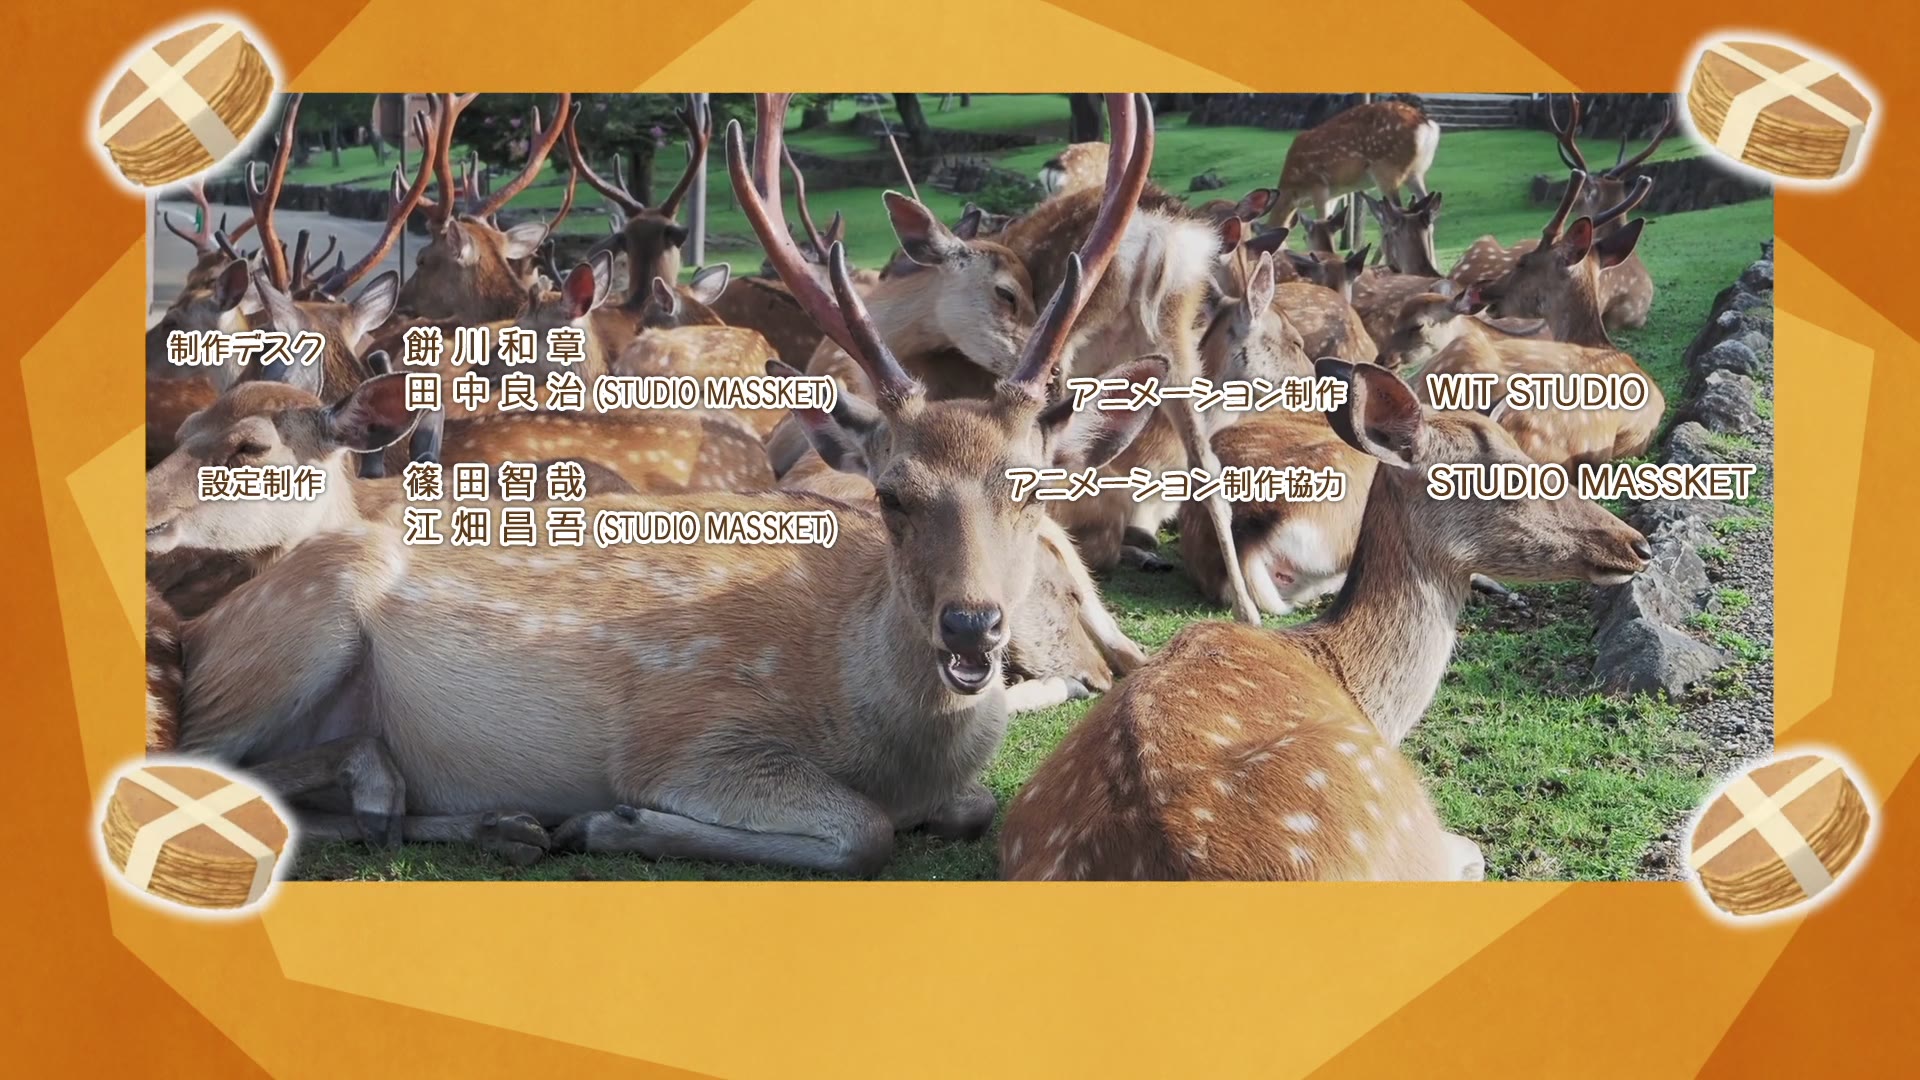 制作デスク 餅川和章
田中良治(STUDIO MASSKET)
設定制作 篠田智哉
江畑昌吾(STUDIO MASSKET)
アニメーション制作 WIT STUDIO
アニメーション制作協力 STUDIO MASSKET